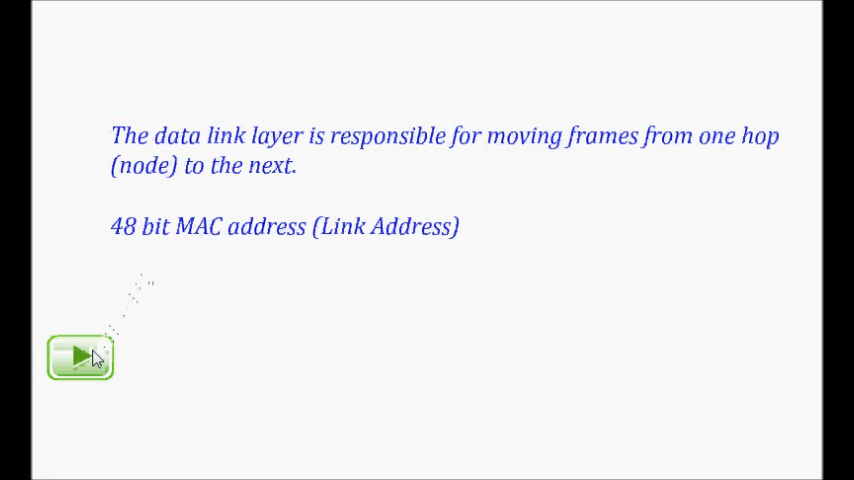 The data link layer is responsible for moving frames from one hop
(node) to the next.
48 bit MAC address (Link Address)